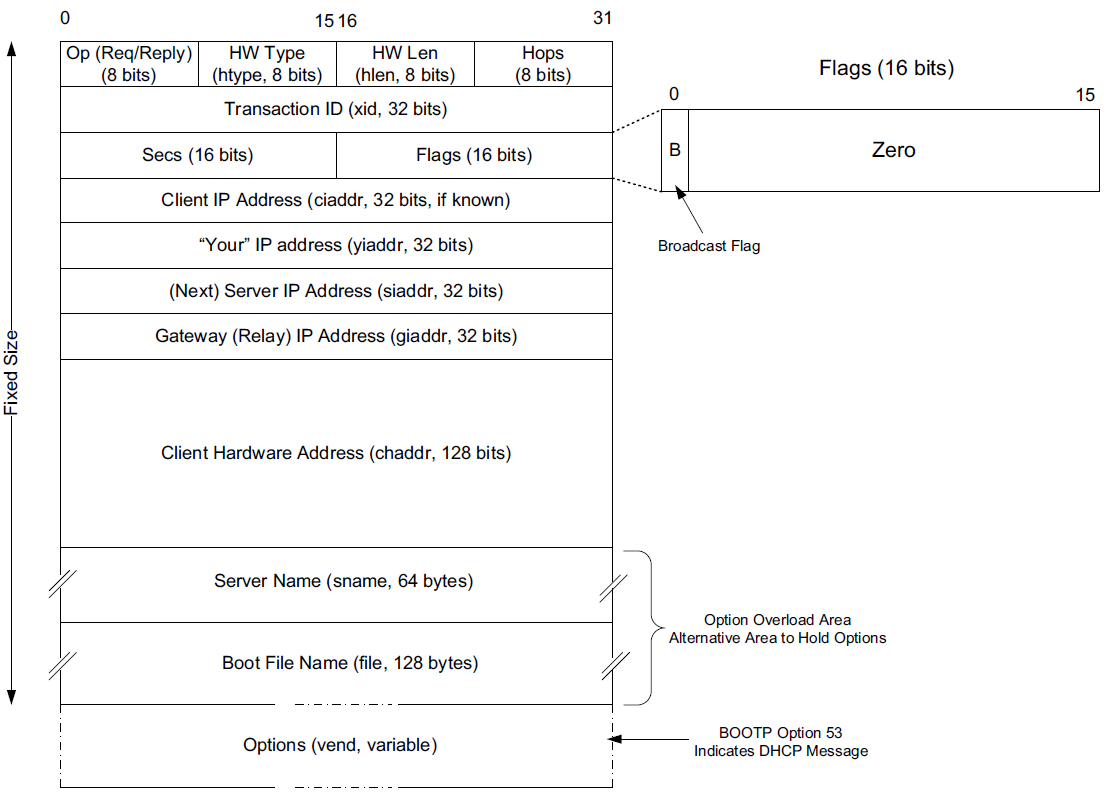 0
15 16
31
Op (Req/Reply)
(8 bits)
HW Type
(htype, 8 bits)
HW Len
(hlen, 8 bits)
Hops
(8 bits)
Transaction ID (xid, 32 bits)
Secs (16 bits)
Flags (16 bits)
Client IP Address (ciaddr, 32 bits, if known)
“Your” IP address (yiaddr, 32 bits)
(Next) Server IP Address (siaddr, 32 bits)
Gateway (Relay) IP Address (giaddr, 32 bits)
Client Hardware Address (chaddr, 128 bits)
Server Name (sname, 64 bytes)
Boot File Name (file, 128 bytes)
Options (vend, variable)
Fixed Size
Flags (16 bits)
0
15
B
Zero
Broadcast Flag
Option Overload Area
Alternative Area to Hold Options
BOOTP Option 53
Indicates DHCP Message